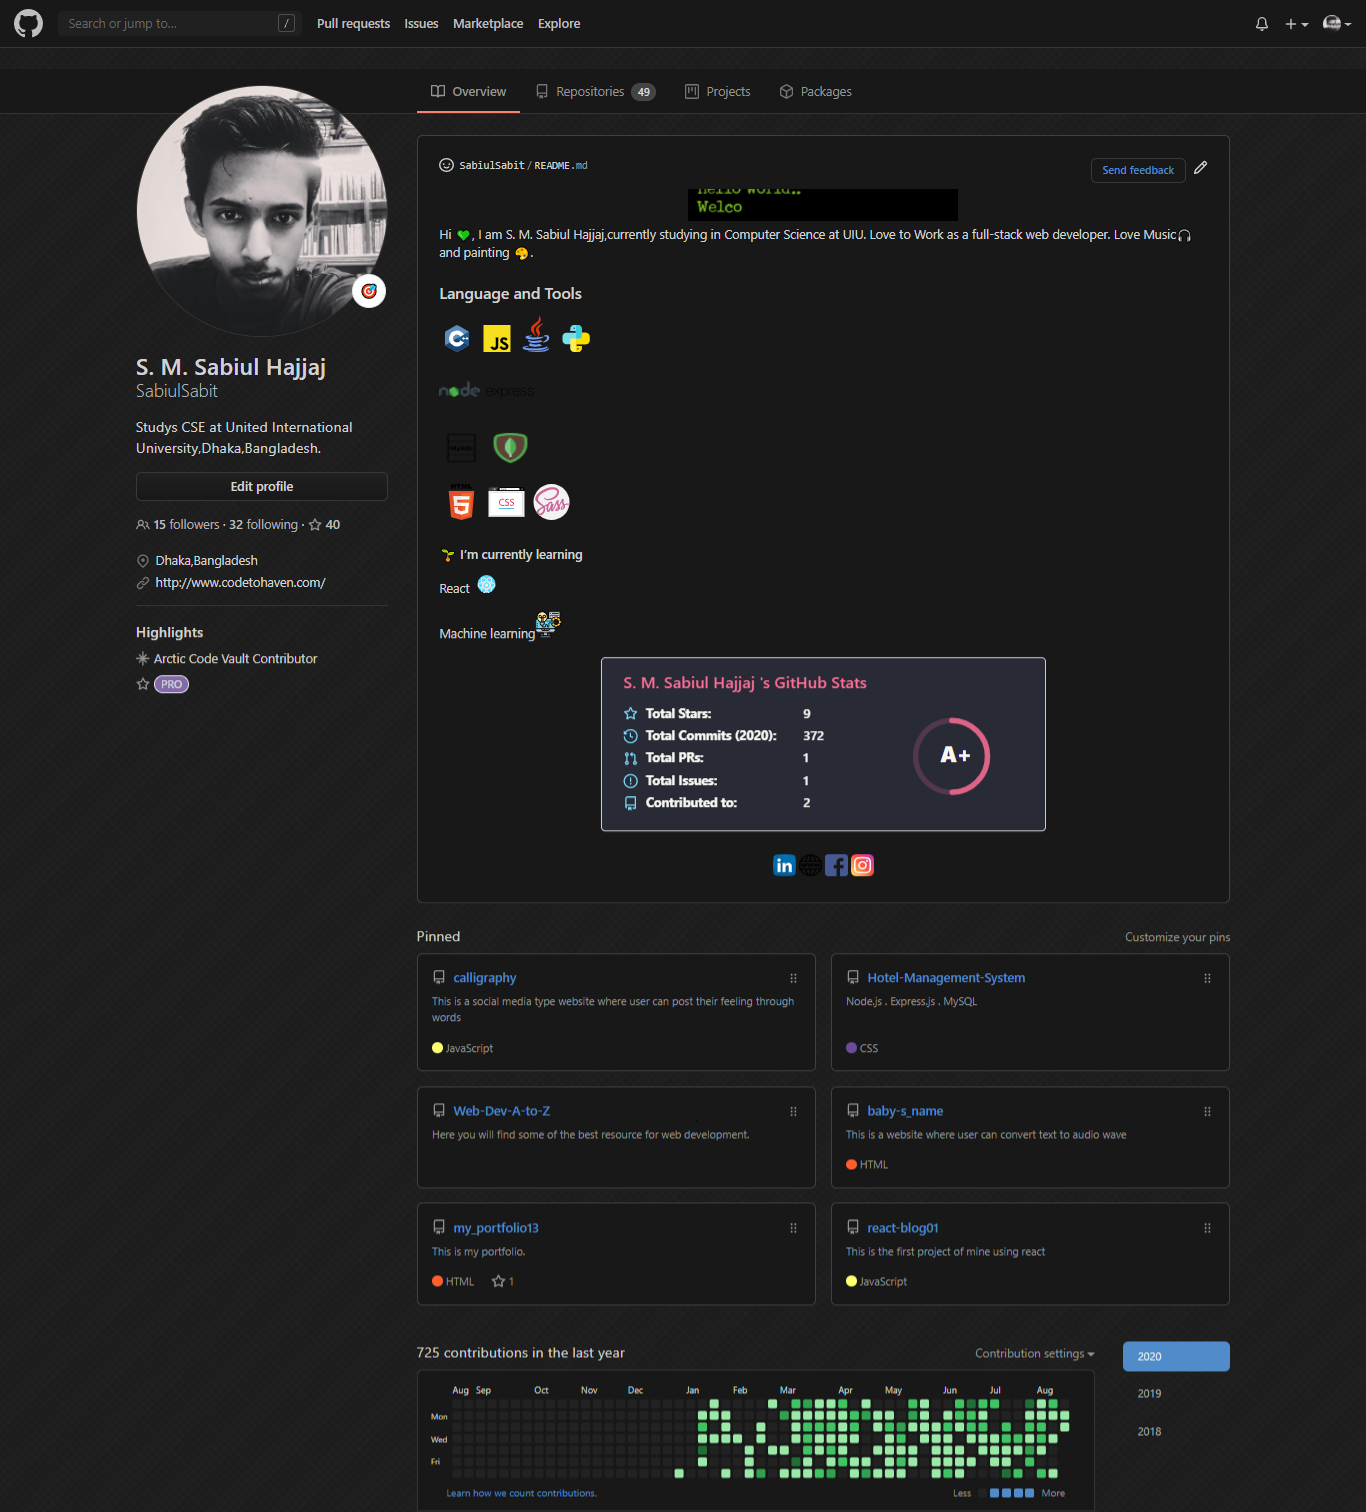 Search or jump to...
/
Pull requests
Issues
Marketplace
Explore
Overview
Repositories 49
Projects
Packages
S. M. Sabiul Hajjaj
SabiulSabit
Studys CSE at United International
University,Dhaka,Bangladesh.
Edit profile
15 followers · 32 following · 40
Dhaka,Bangladesh
http://www.codetohaven.com/
Highlights
Arctic Code Vault Contributor
PRO
SabiulSabit/README.md
Send feedback
Hello World..
Welco
Hi 💚, I am S. M. Sabiul Hajjaj,currently studying in Computer Science at UIU. Love to Work as a full-stack web developer. Love Music🎧
and painting 🎨.
Language and Tools
C++
JS
node express
MySQL
HTML
5
CSS
Sass
🌱 I'm currently learning
React
Machine learning
S. M. Sabiul Hajjaj 's GitHub Stats
Total Stars: 9
Total Commits (2020): 372
Total PRs: 1
Total Issues: 1
Contributed to: 2
A+
in
f
Pinned
Customize your pins
calligraphy
This is a social media type website where user can post their feeling through
words
JavaScript
Hotel-Management-System
Node.js . Express.js . MySQL
CSS
Web-Dev-A-to-Z
Here you will find some of the best resource for web development.
baby-s_name
This is a website where user can convert text to audio wave
HTML
my_portfolio13
This is my portfolio.
HTML 1
react-blog01
This is the first project of mine using react
JavaScript
725 contributions in the last year
Contribution settings
2020
2019
2018
Aug Sep Oct Nov Dec Jan Feb Mar Apr May Jun Jul Aug
Mon
Wed
Fri
Learn how we count contributions.
Less
More